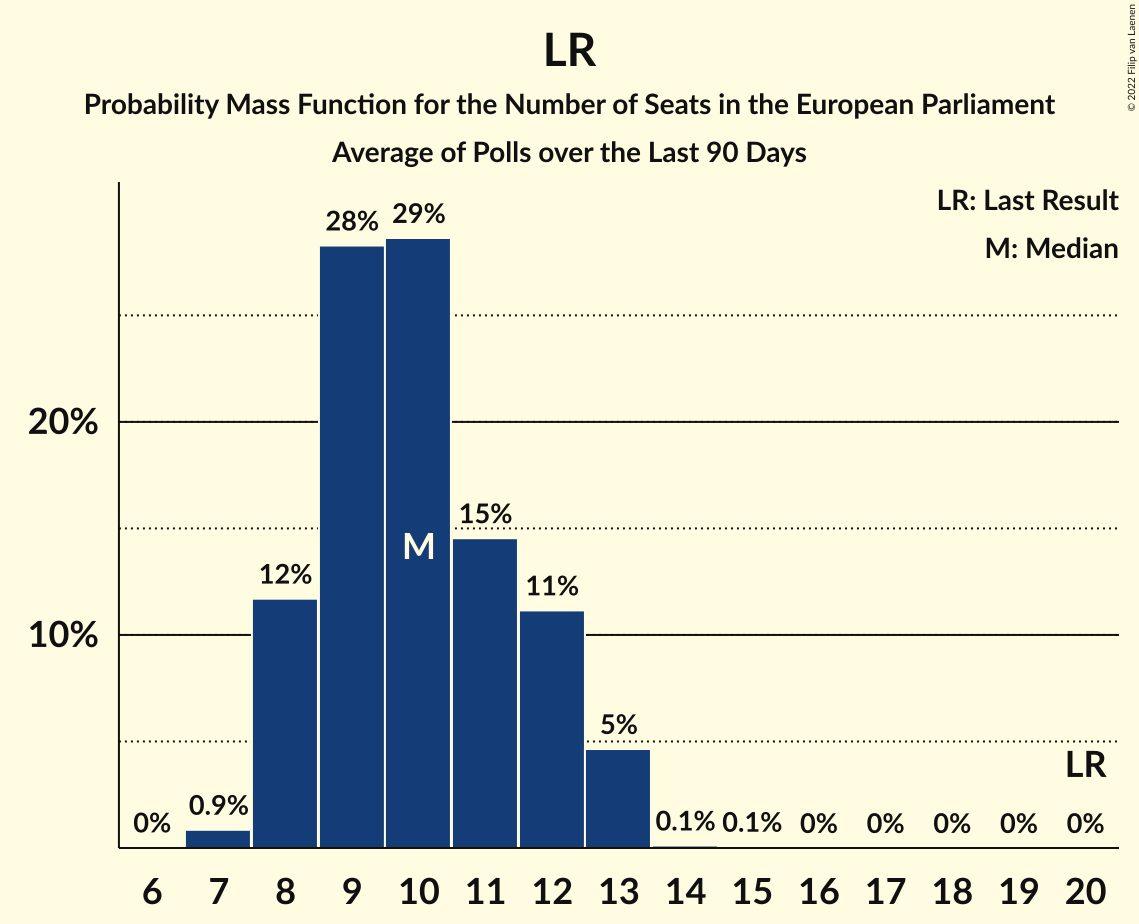 LR
Probability Mass Function for the Number of Seats in the European Parliament
Average of Polls over the Last 90 Days
© 2022 Filip van Laenen
LR: Last Result
M: Median
28%
29%
20%
15%
M
12%
11%
10%
5%
LR
0%
0.9%
0.1%
0.1%
0%
0%
0%
0%
0%
6 7 8 9 10 11 12 13 14 15 16 17 18 19 20